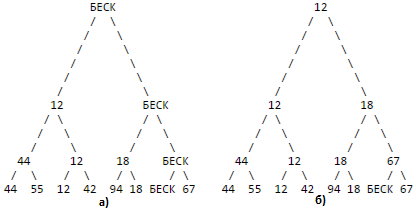 БЕСК 12
12 БЕСК 12 18
44 12 18 БЕСК 44 12 18 67
44 55 12 42 94 18 БЕСК 67 44 55 12 42 94 18 БЕСК 67
а) б)